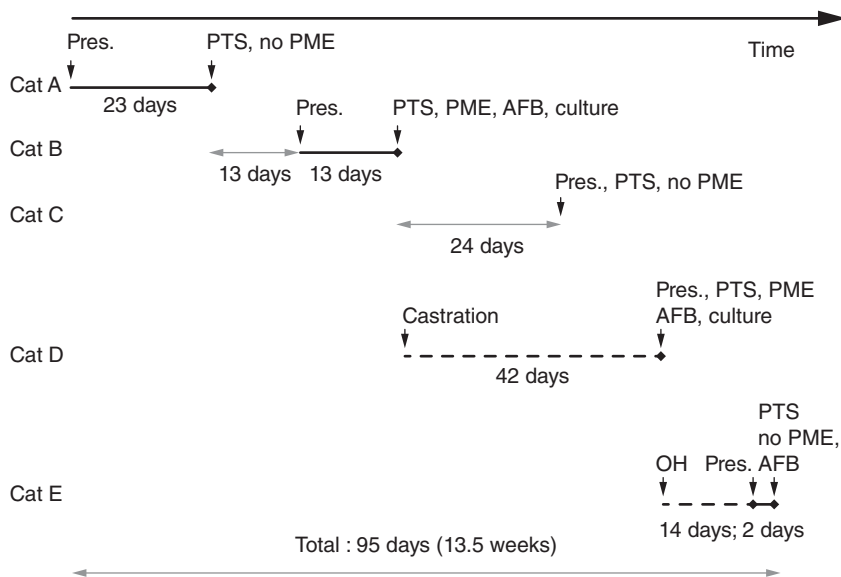 Time
Pres.
PTS, no PME
Cat A
23 days
Pres.
PTS, PME, AFB, culture
Cat B
13 days
13 days
Pres., PTS, no PME
Cat C
24 days
Pres., PTS, PME
AFB, culture
Castration
Cat D
42 days
PTS
no PME,
OH Pres. AFB
Cat E
14 days; 2 days
Total : 95 days (13.5 weeks)